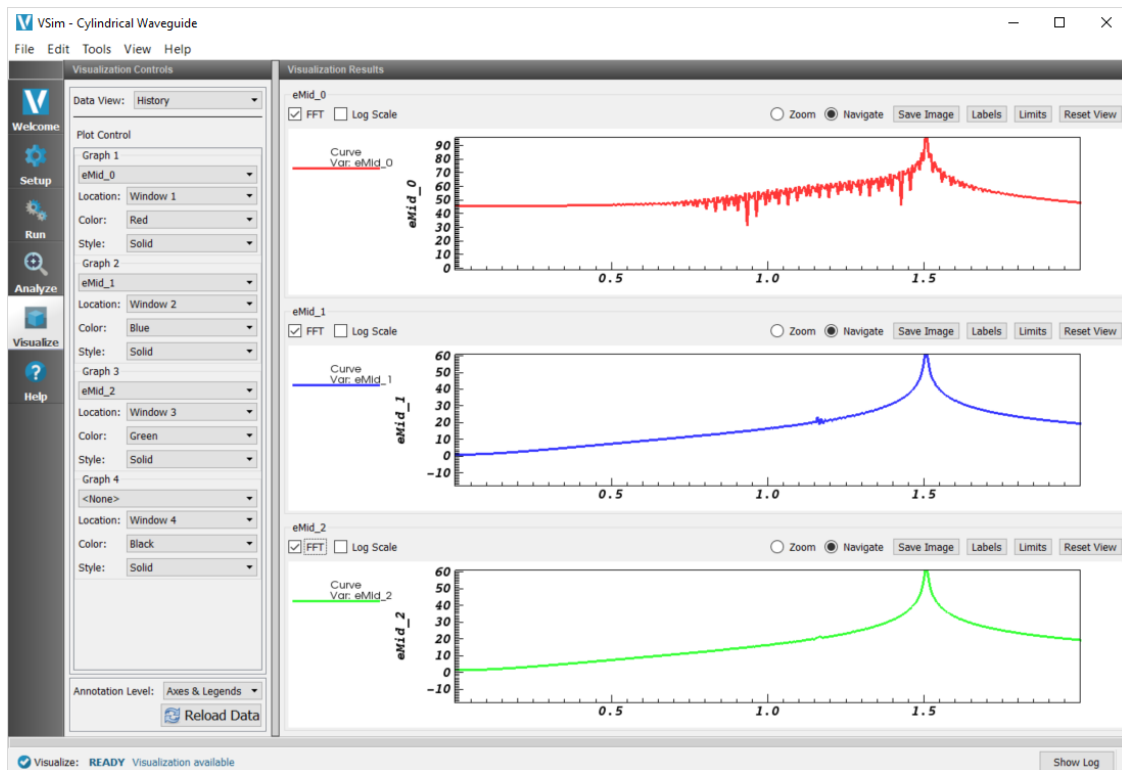 VSim - Cylindrical Waveguide
File Edit Tools View Help
Welcome
Setup
Run
Analyze
Visualize
Help
Visualization Controls
Data View: History
Plot Control
Graph 1
eMid_0
Location: Window 1
Color: Red
Style: Solid
Graph 2
eMid_1
Location: Window 2
Color: Blue
Style: Solid
Graph 3
eMid_2
Location: Window 3
Color: Green
Style: Solid
Graph 4
<None>
Location: Window 4
Color: Black
Style: Solid
Annotation Level: Axes & Legends
Reload Data
Visualization Results
eMid_0
FFT Log Scale Zoom Navigate Save Image Labels Limits Reset View
Curve
Var: eMid_0
eMid_0
90
80
70
60
50
40
30
20
10
0
0.5 1.0 1.5
eMid_1
FFT Log Scale Zoom Navigate Save Image Labels Limits Reset View
Curve
Var: eMid_1
eMid_1
60
50
40
30
20
10
0
-10
0.5 1.0 1.5
eMid_2
FFT Log Scale Zoom Navigate Save Image Labels Limits Reset View
Curve
Var: eMid_2
eMid_2
60
50
40
30
20
10
0
-10
0.5 1.0 1.5
Visualize: READY Visualization available
Show Log